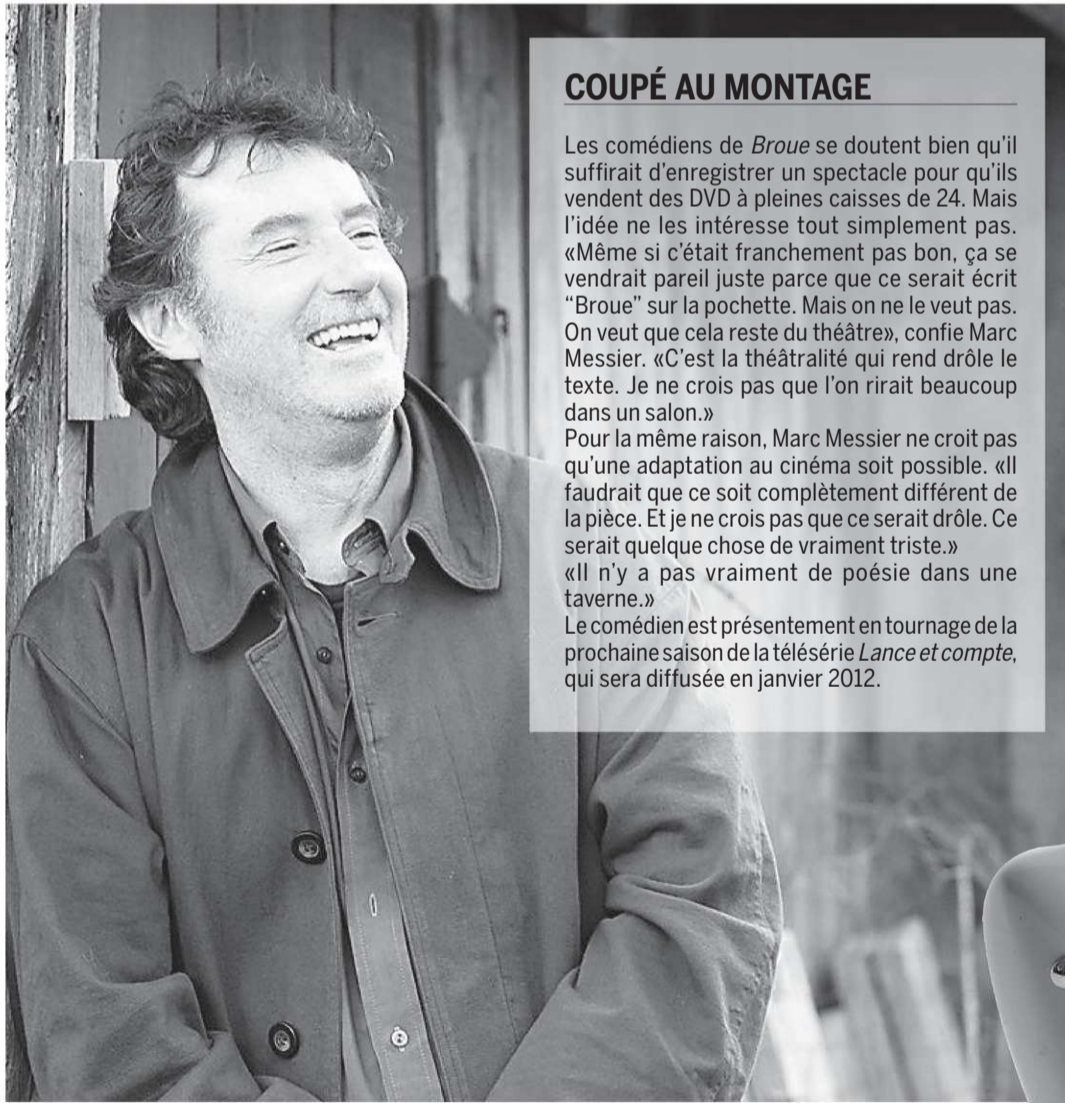 COUPÉ AU MONTAGE
Les comédiens de Broue se doutent bien qu'il
suffirait d'enregistrer un spectacle pour qu'ils
vendent des DVD à pleines caisses de 24. Mais
l'idée ne les intéresse tout simplement pas.
«Même si c'était franchement pas bon, ça se
vendrait pareil juste parce que ce serait écrit
“Broue” sur la pochette. Mais on ne le veut pas.
On veut que cela reste du théâtre», confie Marc
Messier. «C'est la théâtralité qui rend drôle le
texte. Je ne crois pas que l'on rirait beaucoup
dans un salon.»
Pour la même raison, Marc Messier ne croit pas
qu'une adaptation au cinéma soit possible. «Il
faudrait que ce soit complètement différent de
la pièce. Et je ne crois pas que ce serait drôle. Ce
serait quelque chose de vraiment triste.»
«Il n'y a pas vraiment de poésie dans une
taverne.»
Le comédien est présentement en tournage de la
prochaine saison de la télésérie Lance et compte,
qui sera diffusée en janvier 2012.